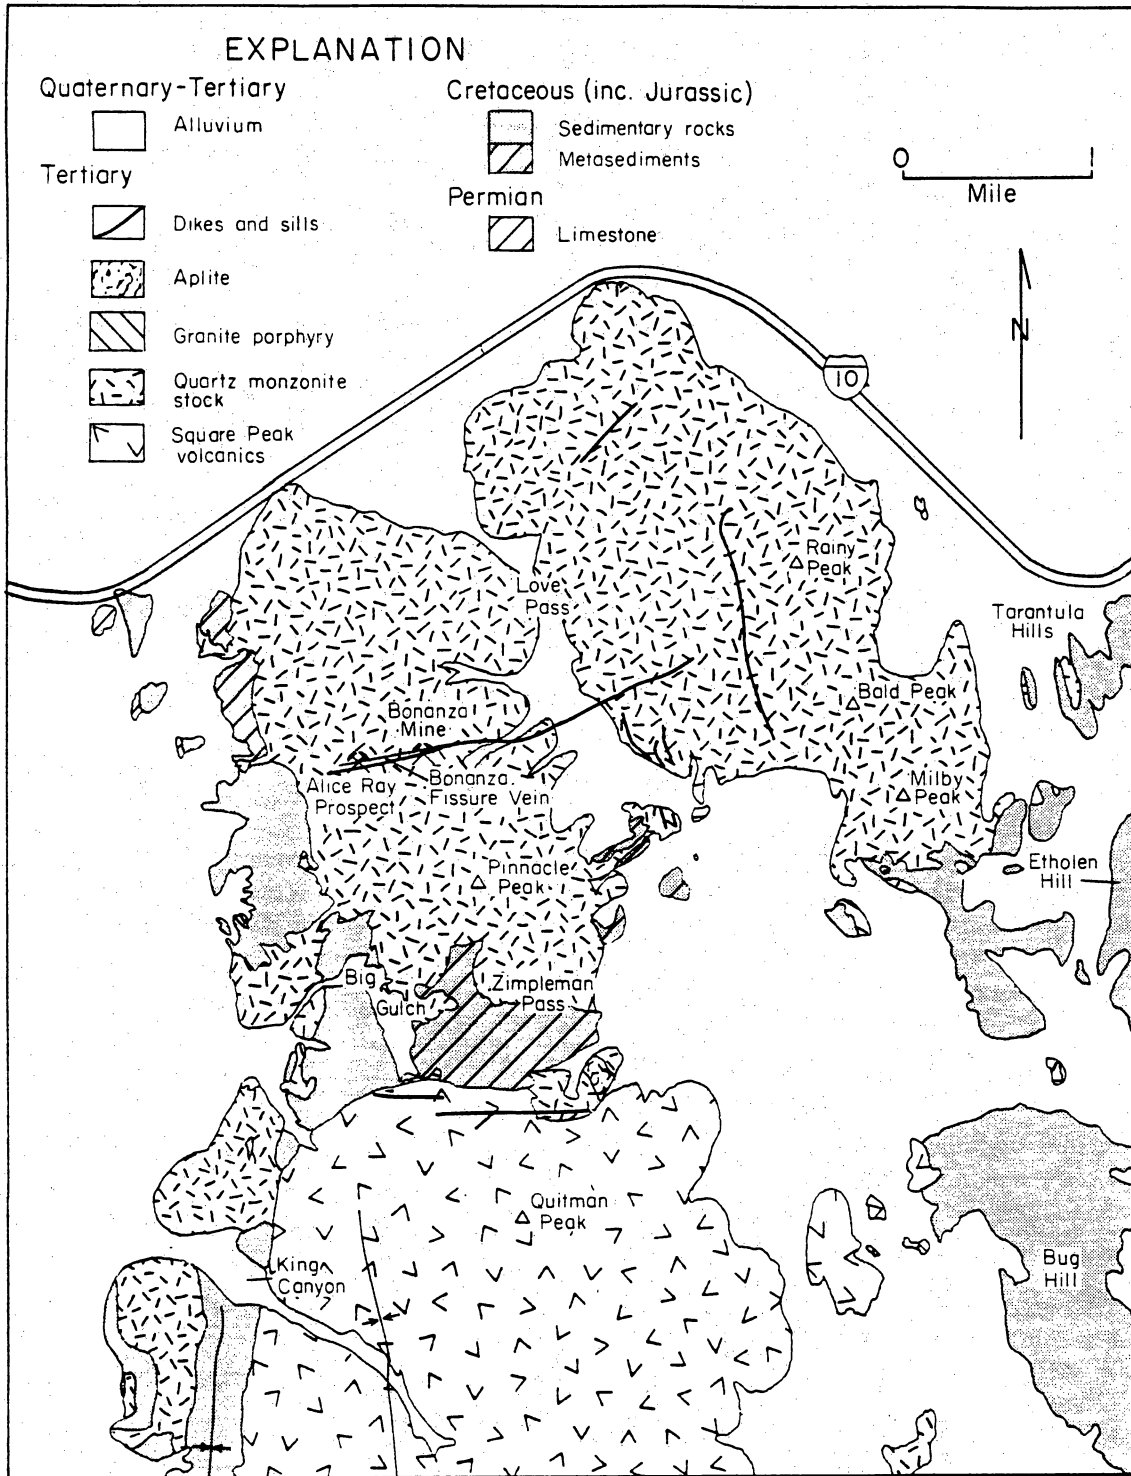 EXPLANATION
Quaternary-Tertiary
Alluvium
Tertiary
Dikes and sills
Aplite
Granite porphyry
Quartz monzonite
stock
Square Peak
volcanics
Cretaceous (inc. Jurassic)
Sedimentary rocks
Metasediments
Permian
Limestone
0 1
Mile
N
10
Rainy
Peak
Love
Pass
Tarantula
Hills
Bald Peak
Bonanza
Mine
Alice Ray
Prospect
Bonanza
Fissure Vein
Milby
Peak
Pinnacle
Peak
Etholen
Hill
Big
Gulch
Zimpleman
Pass
Quitman
Peak
King
Canyon
Bug
Hill